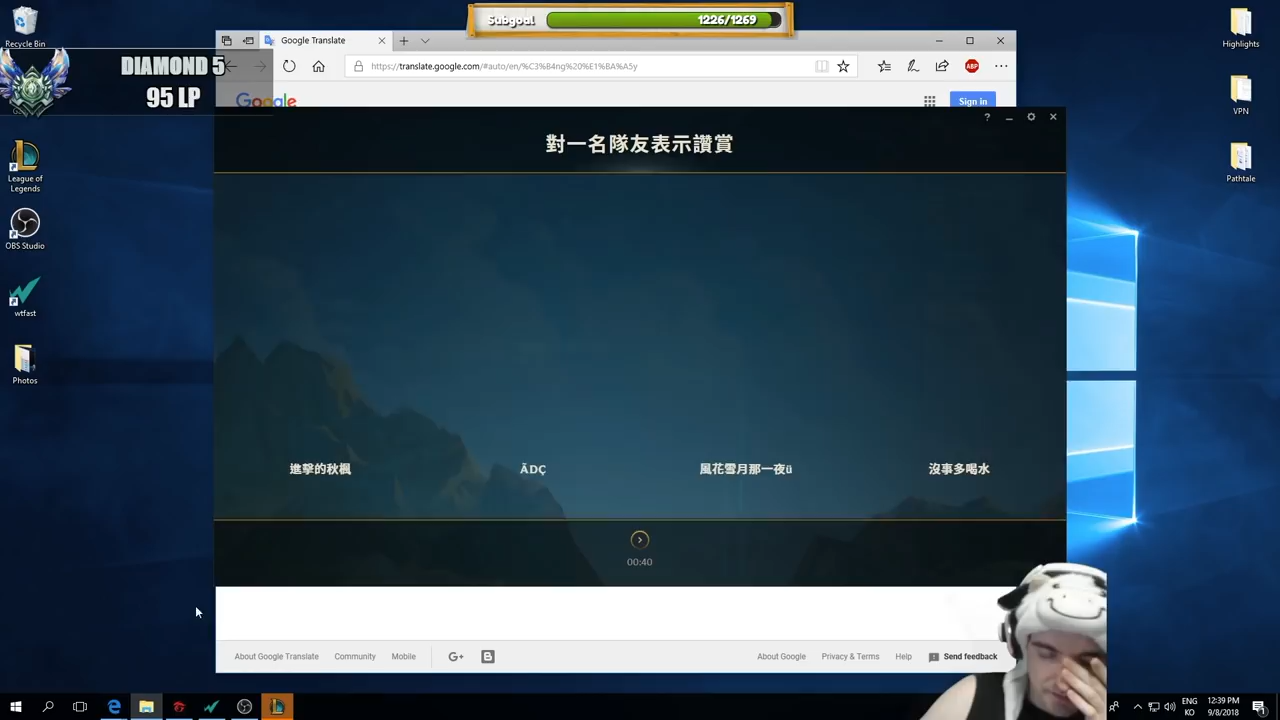 Subgoal 1226/1269
Recycle Bin
DIAMOND 5
95 LP
Google Translate
https://translate.google.com/#auto/en/%C3%B4ng%20%E1%BA%A5y
ABP
Google
Sign in
Highlights
VPN
Pathtale
League of
Legends
OBS Studio
wtfast
Photos
對一名隊友表示讚賞
進擊的秋楓
ÃDÇ
風花雪月那一夜ü
沒事多喝水
00:40
About Google Translate
Community
Mobile
G+
About Google
Privacy & Terms
Help
Send feedback
ENG
KO
12:39 PM
9/8/2018
1